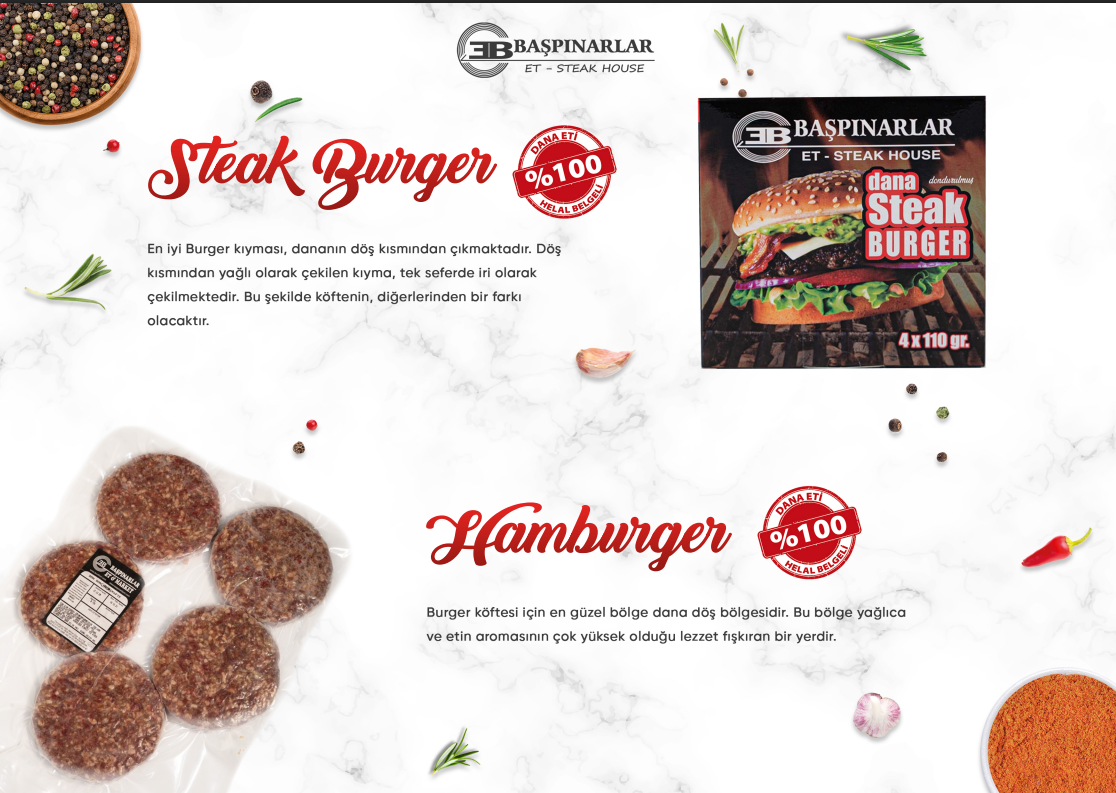 3B BAŞPINARLAR
ET - STEAK HOUSE
Steak Burger
DANA ETİ
%100
HELAL BELGELİ
En iyi Burger kıyması, dananın döş kısmından çıkmaktadır. Döş
kısmından yağlı olarak çekilen kıyma, tek seferde iri olarak
çekilmektedir. Bu şekilde köftenin, diğerlerinden bir farkı
olacaktır.
3B BAŞPINARLAR
ET - STEAK HOUSE
dana
dondurulmuş
Steak
BURGER
4 x 110 gr.
Hamburger
DANA ETİ
%100
HELAL BELGELİ
Burger köftesi için en güzel bölge dana döş bölgesidir. Bu bölge yağlıca
ve etin aromasının çok yüksek olduğu lezzet fışkıran bir yerdir.
BAŞPINARLAR